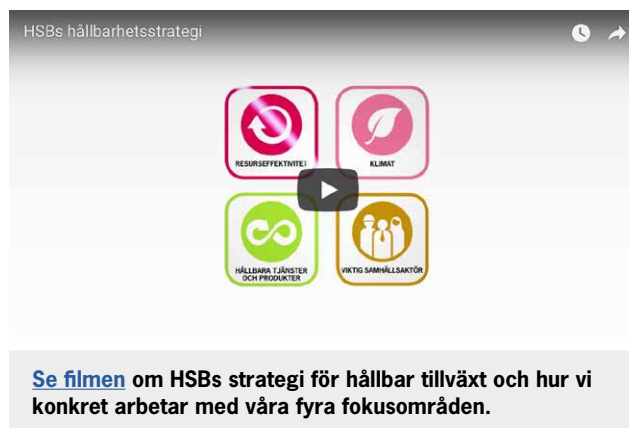 HSBs hållbarhetsstrategi
RESURSEFFEKTIVITET
KLIMAT
HÅLLBARA TJÄNSTER
OCH PRODUKTER
VIKTIG SAMHÄLLSAKTÖR
Se filmen om HSBs strategi för hållbar tillväxt och hur vi
konkret arbetar med våra fyra fokusområden.